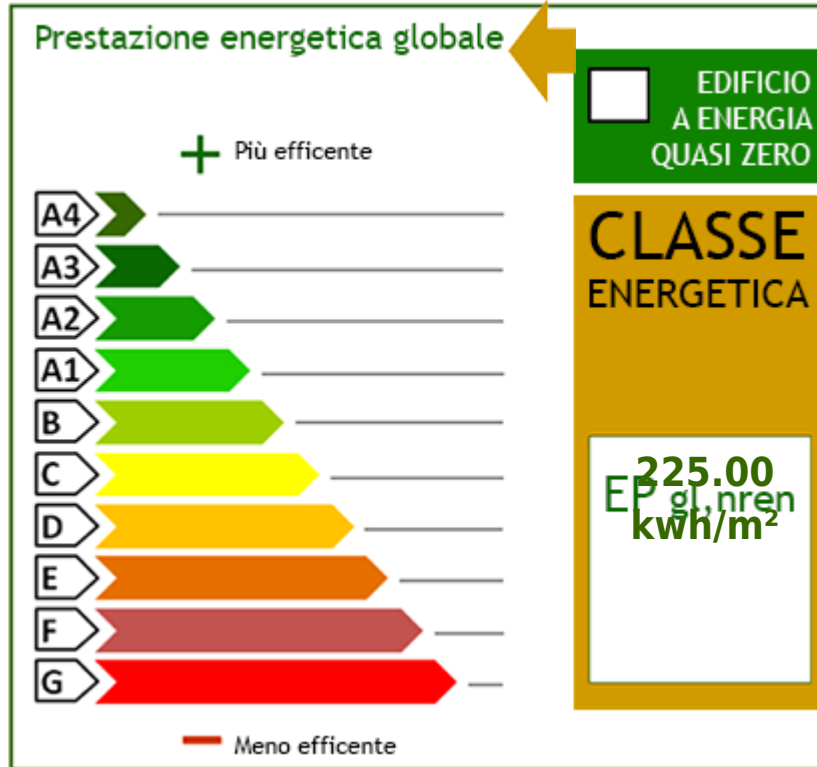 Prestazione energetica globale
EDIFICIO
A ENERGIA
QUASI ZERO
Più efficente
A4
A3
A2
A1
B
C
D
E
F
G
Meno efficente
CLASSE
ENERGETICA
225.00
EP gl,nren
kwh/m²